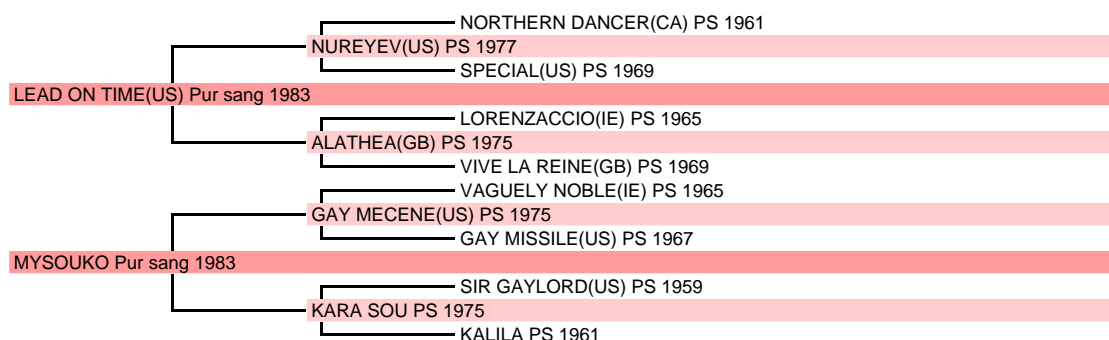 NORTHERN DANCER(CA) PS 1961
NUREYEV(US) PS 1977
SPECIAL(US) PS 1969
LEAD ON TIME(US) Pur sang 1983
LORENZACCIO(IE) PS 1965
ALATHEA(GB) PS 1975
VIVE LA REINE(GB) PS 1969
VAGUELY NOBLE(IE) PS 1965
GAY MECENE(US) PS 1975
GAY MISSILE(US) PS 1967
MYSOUKO Pur sang 1983
SIR GAYLORD(US) PS 1959
KARA SOU PS 1975
KALILA PS 1961